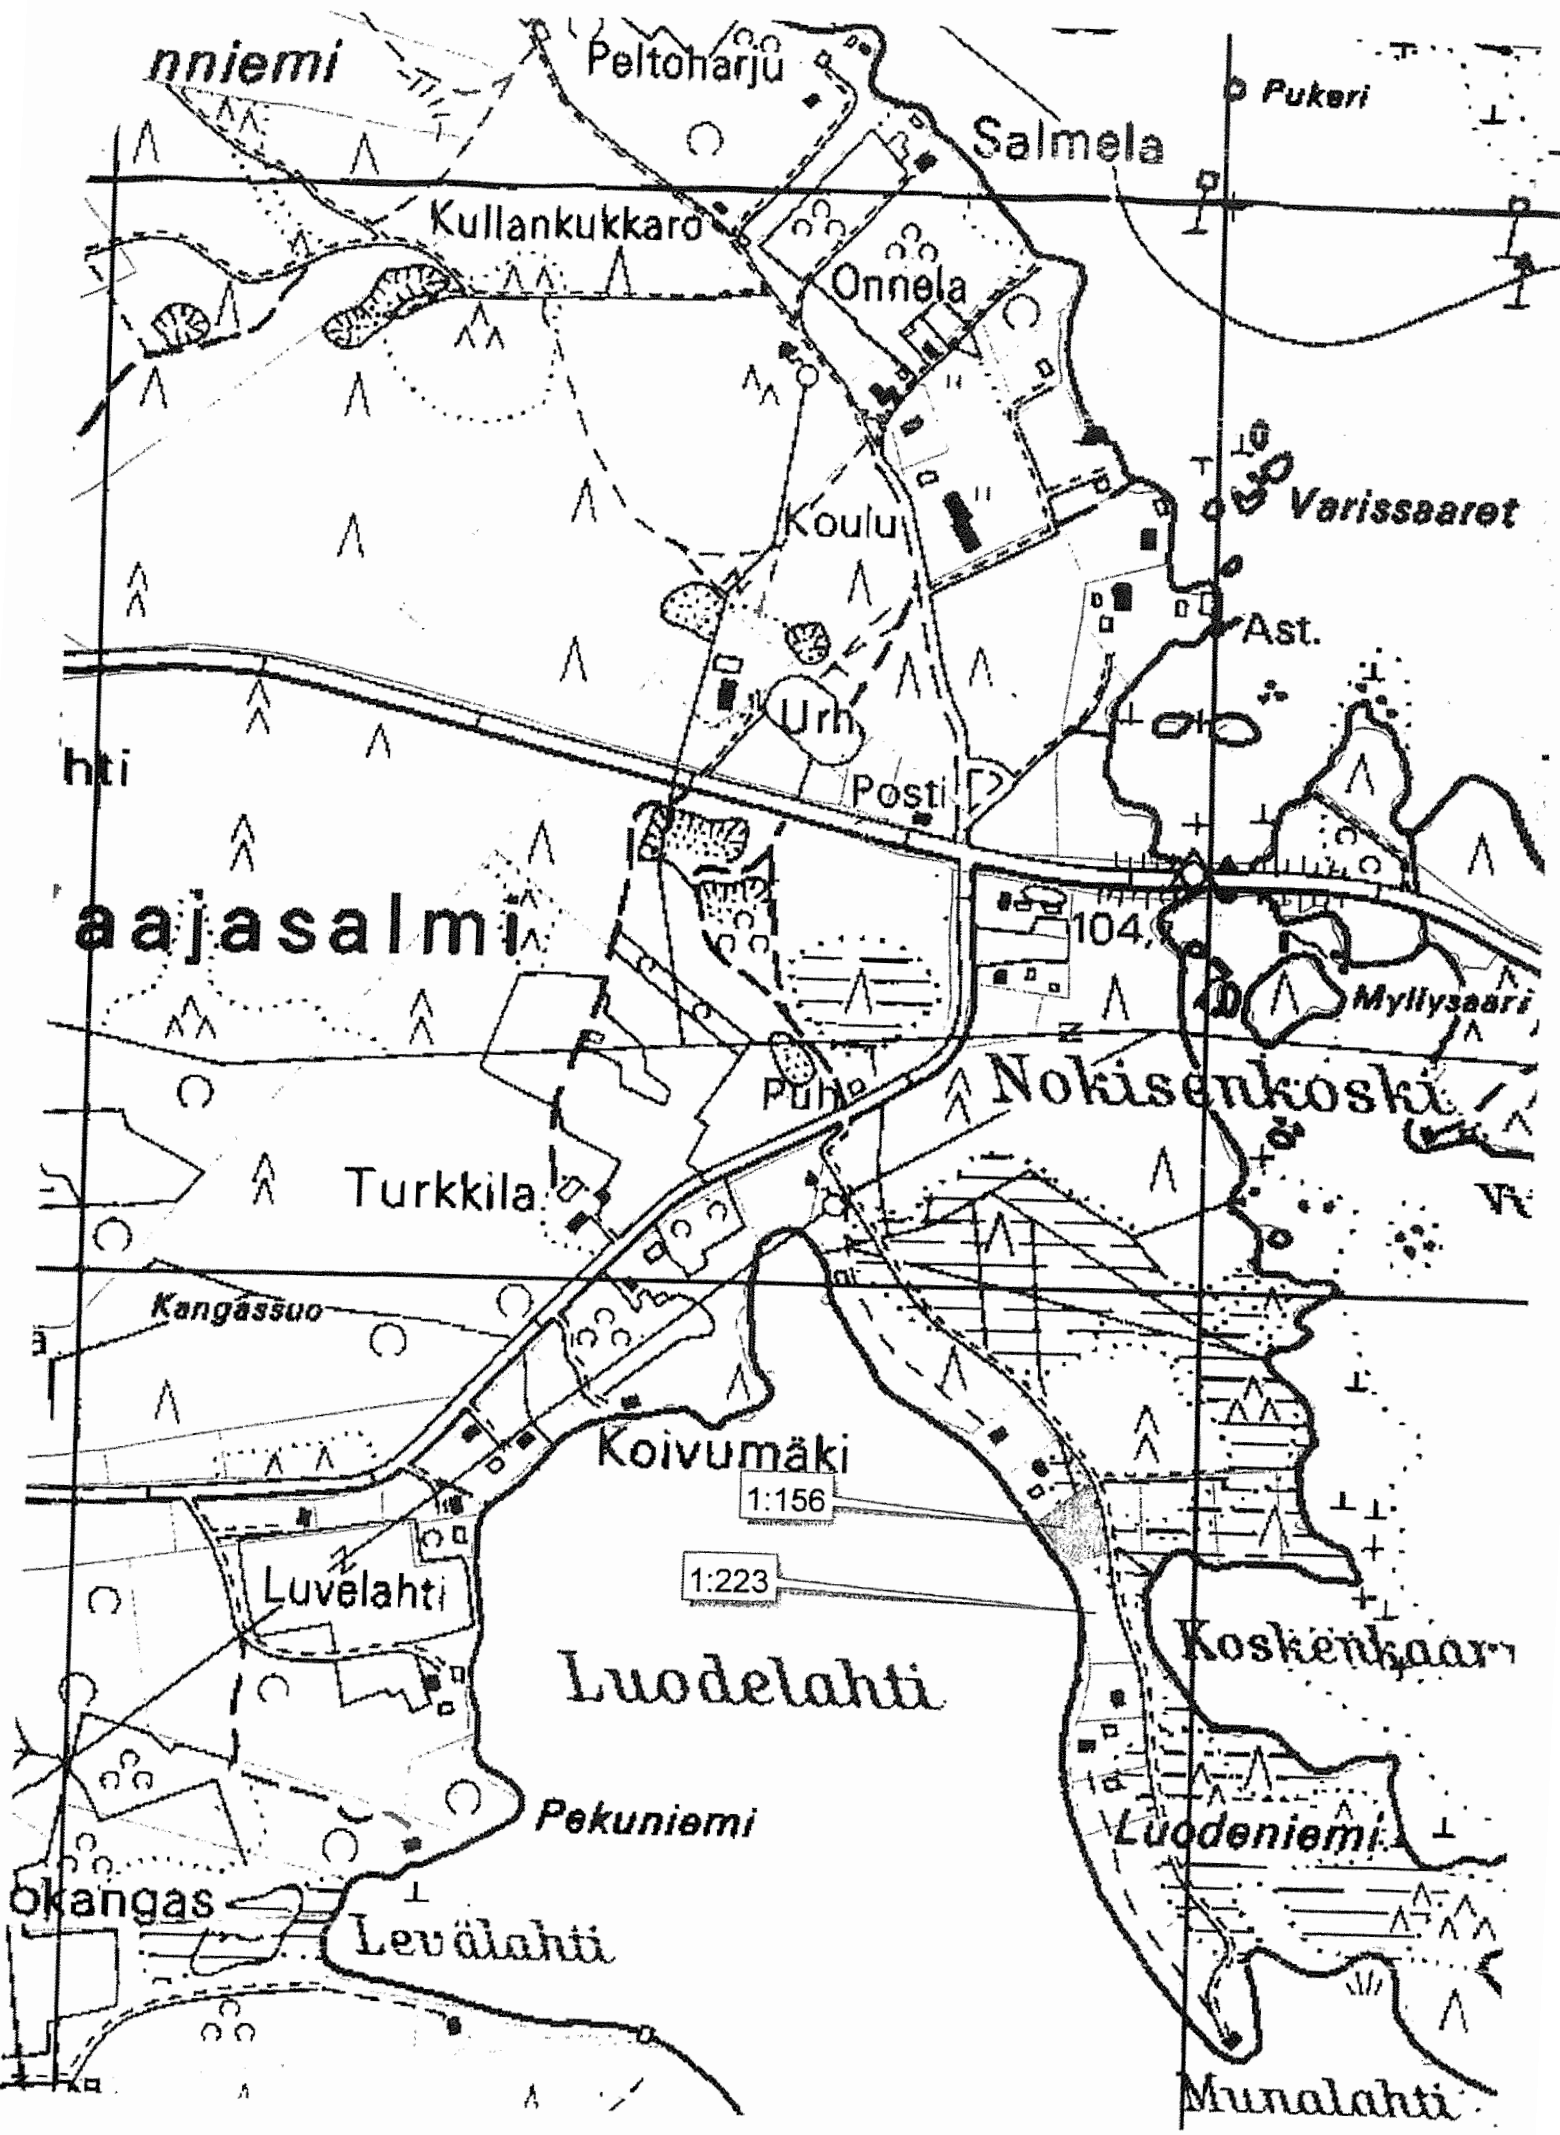 nniemi
Peltoharju
Pukeri
Salmela
Kullankukkaro
Onnela
Koulu
Varissaaret
Ast.
Urh.
hti
Posti
aajasalmi
104,
Myllysaari
Nokisenkoski
Puh.
Turkkila
Kangassuo
Koivumäki
1:156
1:223
Luvelahti
Koskenkaar
Luodelahti
Pekuniemi
Luodeniemi
okangas
Levälahti
Munalahti